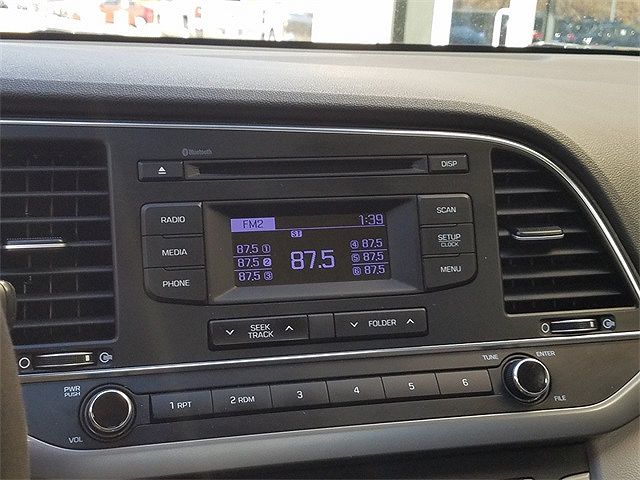 Bluetooth
DISP
RADIO
MEDIA
PHONE
FM2
1:39
ST
87.5 1
87.5 2
87.5 3
87.5
4 87.5
5 87.5
6 87.5
SCAN
SETUP
CLOCK
MENU
SEEK
TRACK
FOLDER
PWR
PUSH
VOL
1 RPT
2 RDM
3
4
5
6
TUNE
ENTER
FILE